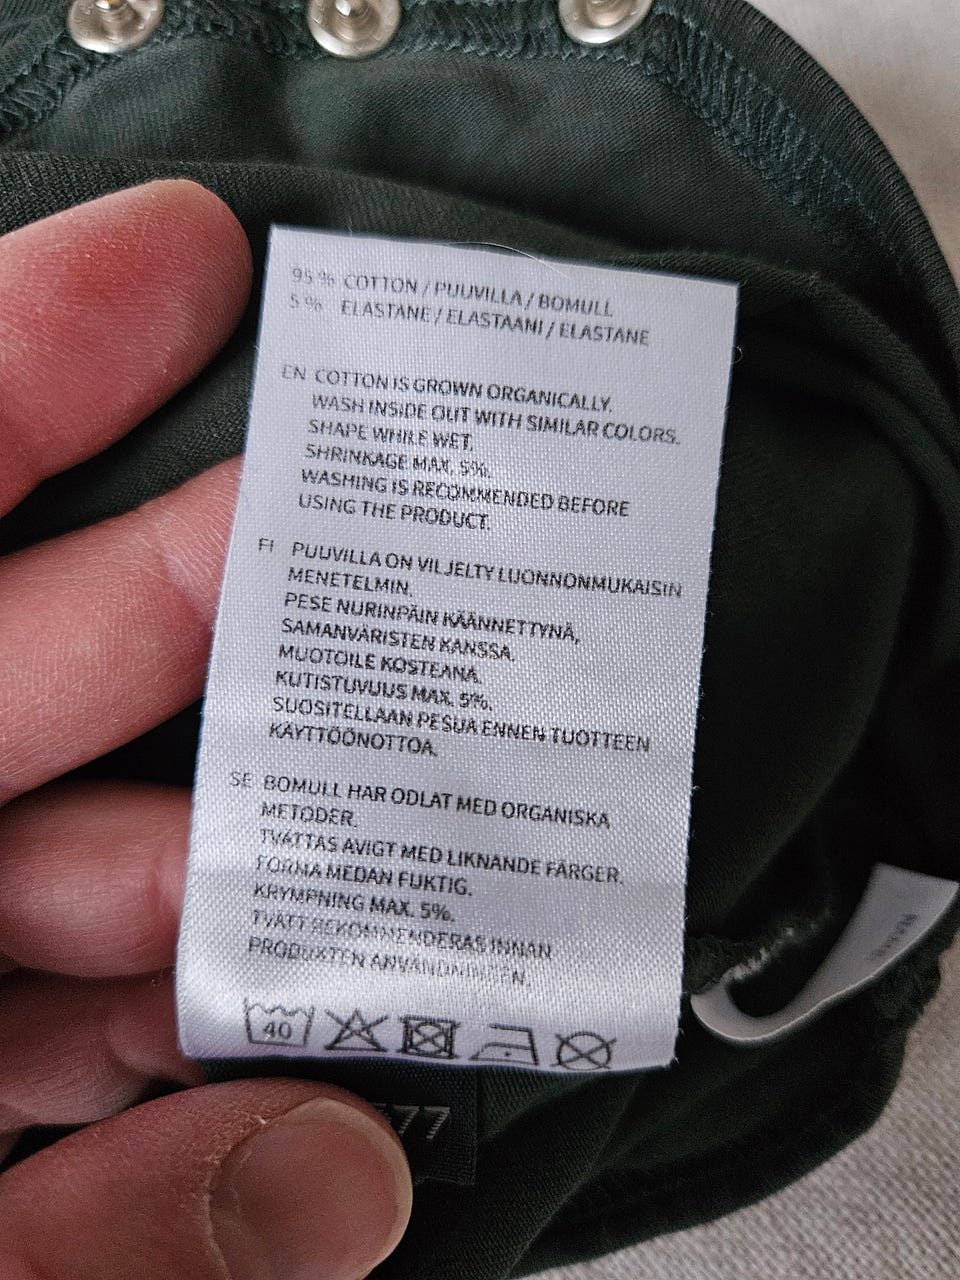 95 % COTTON / PUUVILLA / BOMULL
5 % ELASTANE / ELASTAANI / ELASTANE
EN COTTON IS GROWN ORGANICALLY.
WASH INSIDE OUT WITH SIMILAR COLORS.
SHAPE WHILE WET.
SHRINKAGE MAX. 5%.
WASHING IS RECOMMENDED BEFORE
USING THE PRODUCT.
FI PUUVILLA ON VILJELTY LUONNONMUKAISIN
MENETELMIN.
PESE NURINPÄIN KÄÄNNETTYNÄ,
SAMANVÄRISTEN KANSSA.
MUOTOILE KOSTEANA.
KUTISTUVUUS MAX. 5%.
SUOSITELLAAN PESUA ENNEN TUOTTEEN
KÄYTTÖÖNOTTOA.
SE BOMULL HAR ODLAT MED ORGANISKA
METODER.
TVÄTTAS AVIGT MED LIKNANDE FÄRGER.
FORMA MEDAN FUKTIG.
KRYMPNING MAX. 5%.
TVÄTT REKOMMENDERAS INNAN
PRODUKTEN ANVÄNDNINGEN.
40
77